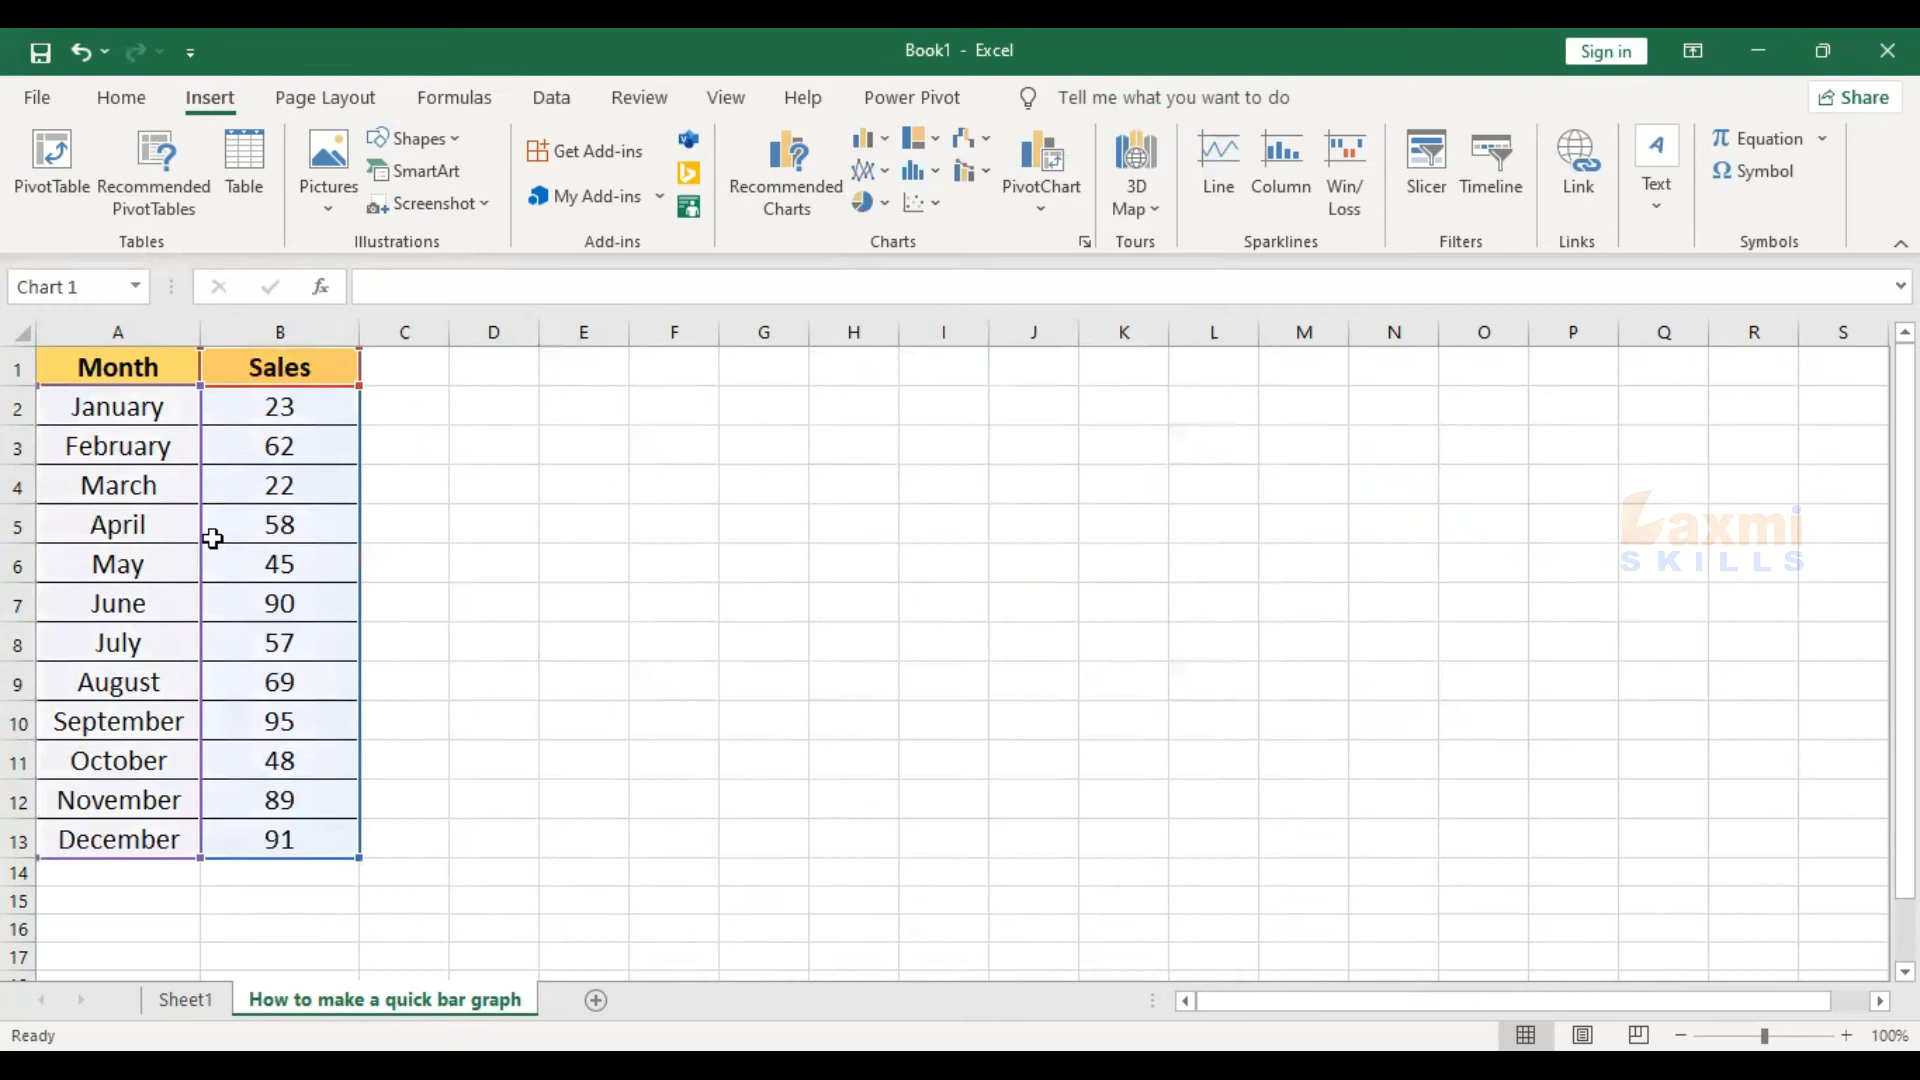 Book1 - Excel
Sign in
File Home Insert Page Layout Formulas Data Review View Help Power Pivot Tell me what you want to do Share
PivotTable
Recommended
PivotTables
Table
Tables
Pictures
Shapes
SmartArt
Screenshot
Illustrations
Get Add-ins
My Add-ins
Add-ins
Recommended
Charts
PivotChart
Charts
3D
Map
Tours
Line
Column
Win/
Loss
Sparklines
Slicer
Timeline
Filters
Link
Links
A
Text
π Equation
Ω Symbol
Symbols
Chart 1
fx
A B C D E F G H I J K L M N O P Q R S
1 Month Sales
2 January 23
3 February 62
4 March 22
5 April 58
6 May 45
7 June 90
8 July 57
9 August 69
10 September 95
11 October 48
12 November 89
13 December 91
14
15
16
17
Laxmi
SKILLS
Sheet1 How to make a quick bar graph
Ready
100%